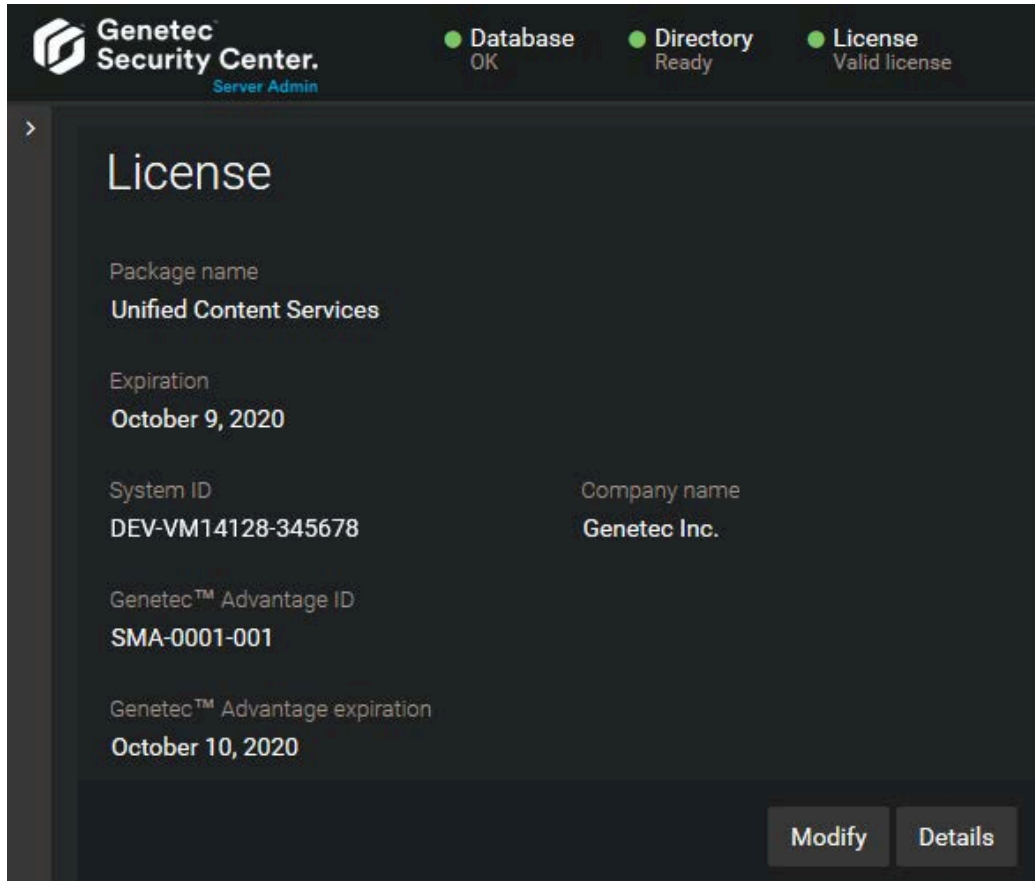 Genetec
Security Center.
Server Admin
Database
OK
Directory
Ready
License
Valid license
License
Package name
Unified Content Services
Expiration
October 9, 2020
System ID
DEV-VM14128-345678
Company name
Genetec Inc.
Genetec™ Advantage ID
SMA-0001-001
Genetec™ Advantage expiration
October 10, 2020
Modify
Details